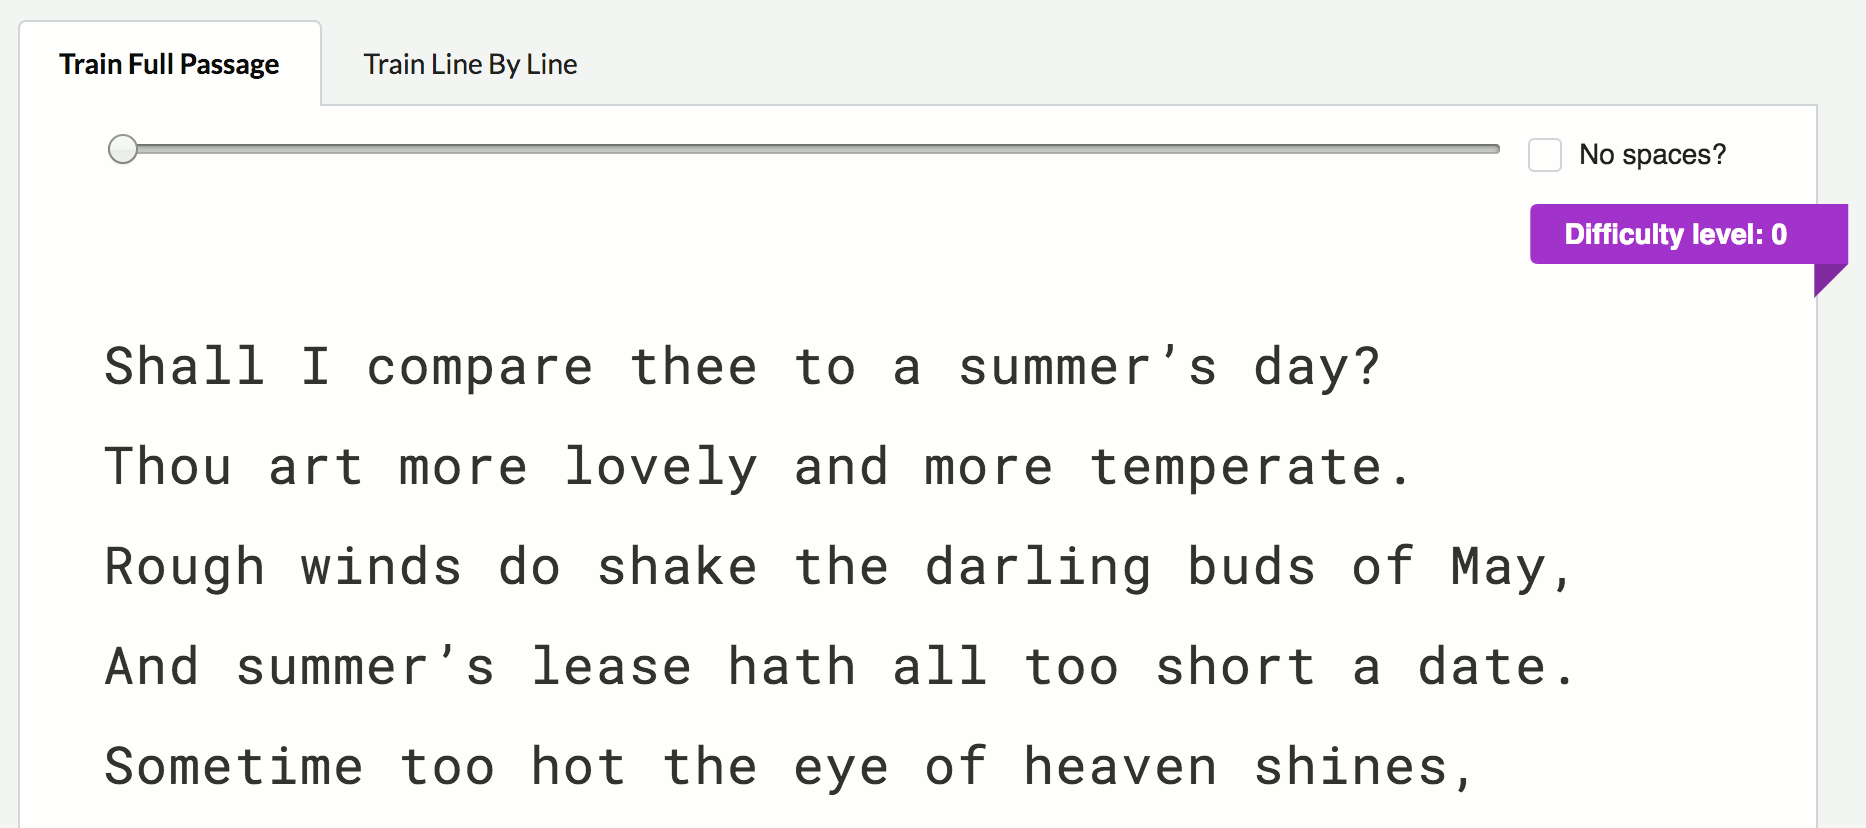 Train Full Passage
Train Line By Line
No spaces?
Difficulty level: 0
Shall I compare thee to a summer’s day?
Thou art more lovely and more temperate.
Rough winds do shake the darling buds of May,
And summer’s lease hath all too short a date.
Sometime too hot the eye of heaven shines,